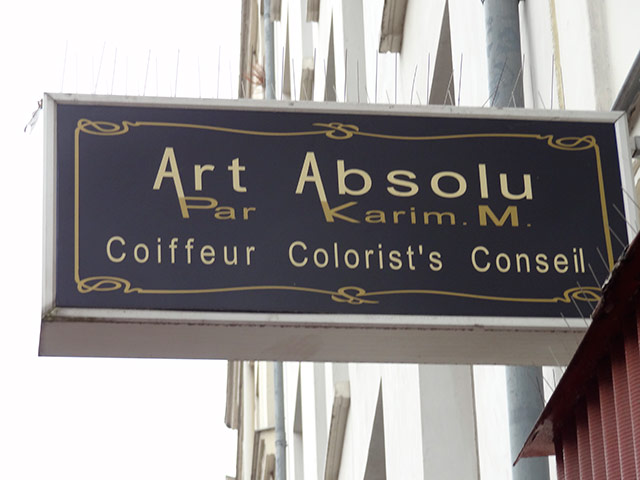 Art Absolu
Par Karim. M.
Coiffeur Colorist's Conseil